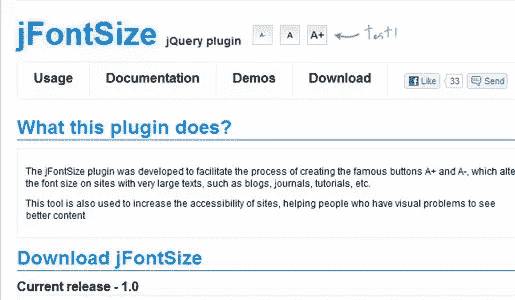 jFontSize jQuery plugin A- A A+ Test!
Usage Documentation Demos Download Like 33 Send
What this plugin does?
The jFontSize plugin was developed to facilitate the process of creating the famous buttons A+ and A-, which alte
the font size on sites with very large texts, such as blogs, journals, tutorials, etc.
This tool is also used to increase the accessibility of sites, helping people who have visual problems to see
better content
Download jFontSize
Current release - 1.0